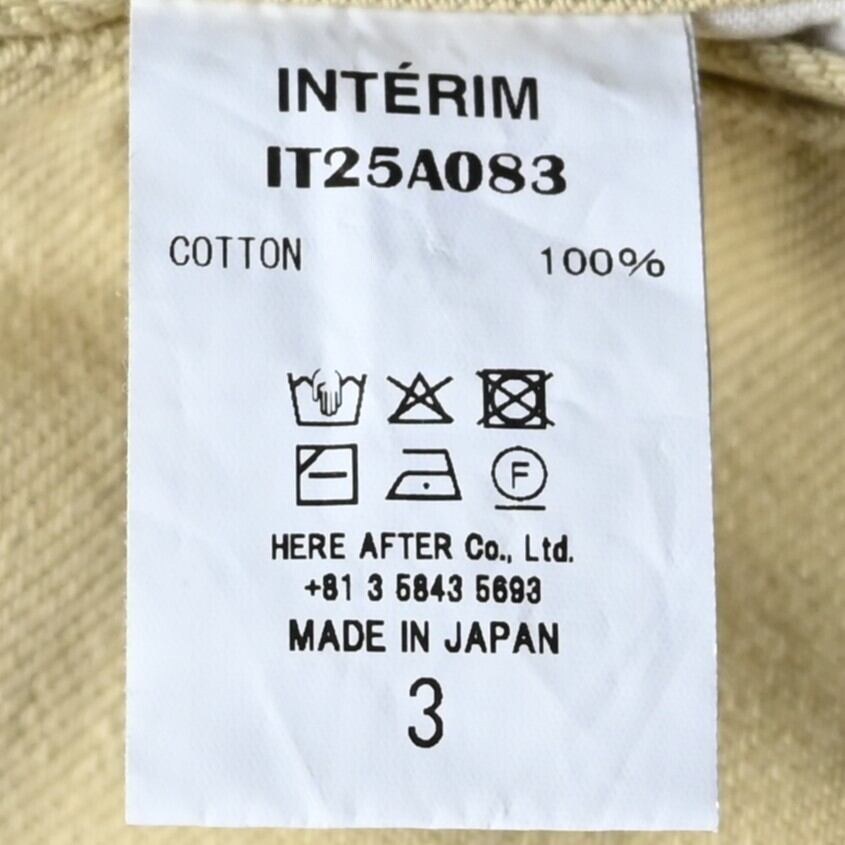 INTÉRIM
IT25A083
COTTON 100%
F
HERE AFTER Co., Ltd.
+81 3 5843 5693
MADE IN JAPAN
3